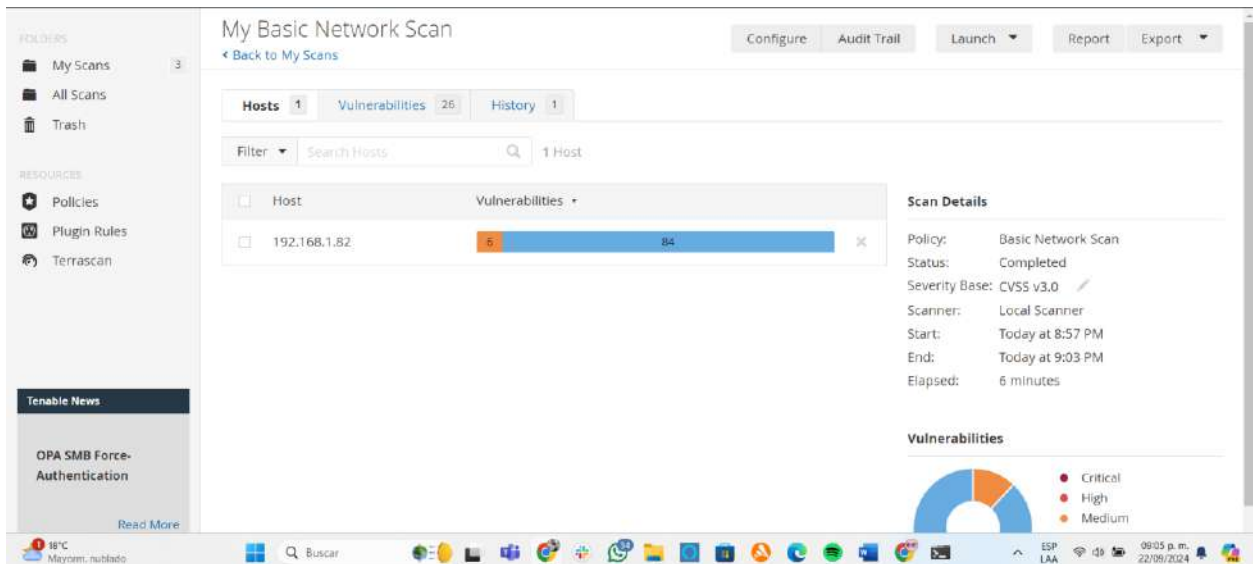 FOLDERS
My Scans 3
All Scans
Trash
RESOURCES
Policies
Plugin Rules
Terrascan
Tenable News
OPA SMB Force-
Authentication
Read More
My Basic Network Scan
Back to My Scans
Configure Audit Trail Launch Report Export
Hosts 1 Vulnerabilities 26 History 1
Filter Search Hosts 1 Host
Host Vulnerabilities
192.168.1.82 6 84
Scan Details
Policy: Basic Network Scan
Status: Completed
Severity Base: CVSS v3.0
Scanner: Local Scanner
Start: Today at 8:57 PM
End: Today at 9:03 PM
Elapsed: 6 minutes
Vulnerabilities
Critical
High
Medium
1 18°C
Mayorm. nublado
Buscar
ESP
LAA
09:05 p. m.
22/09/2024